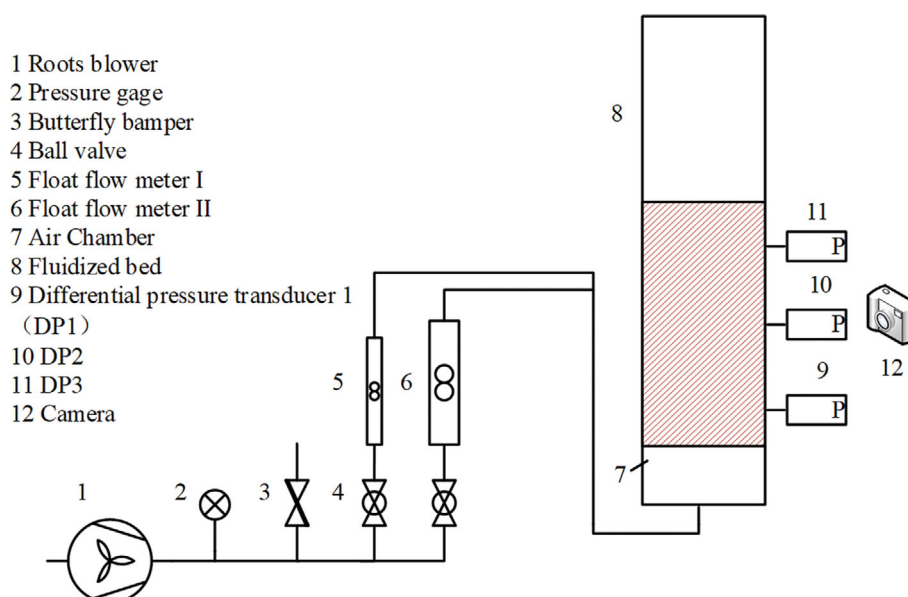 1 Roots blower
2 Pressure gage
3 Butterfly bamper
4 Ball valve
5 Float flow meter I
6 Float flow meter II
7 Air Chamber
8 Fluidized bed
9 Differential pressure transducer 1
（DP1）
10 DP2
11 DP3
12 Camera
8
11
P
10
P
12
9
P
5
6
7
1
2
3
4